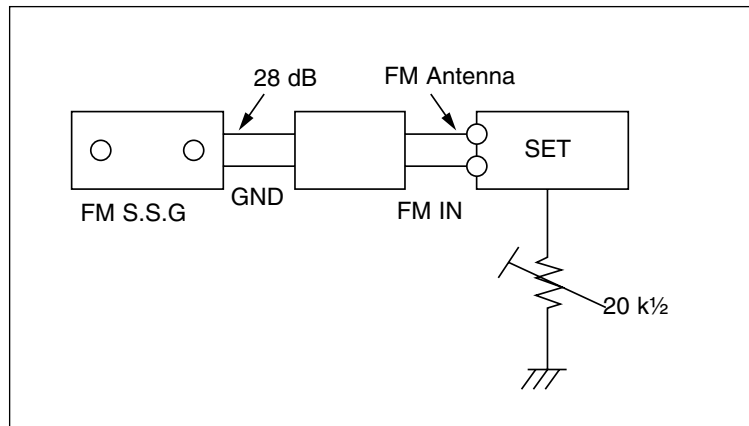 28 dB
FM Antenna
SET
FM S.S.G
GND
FM IN
20 k½